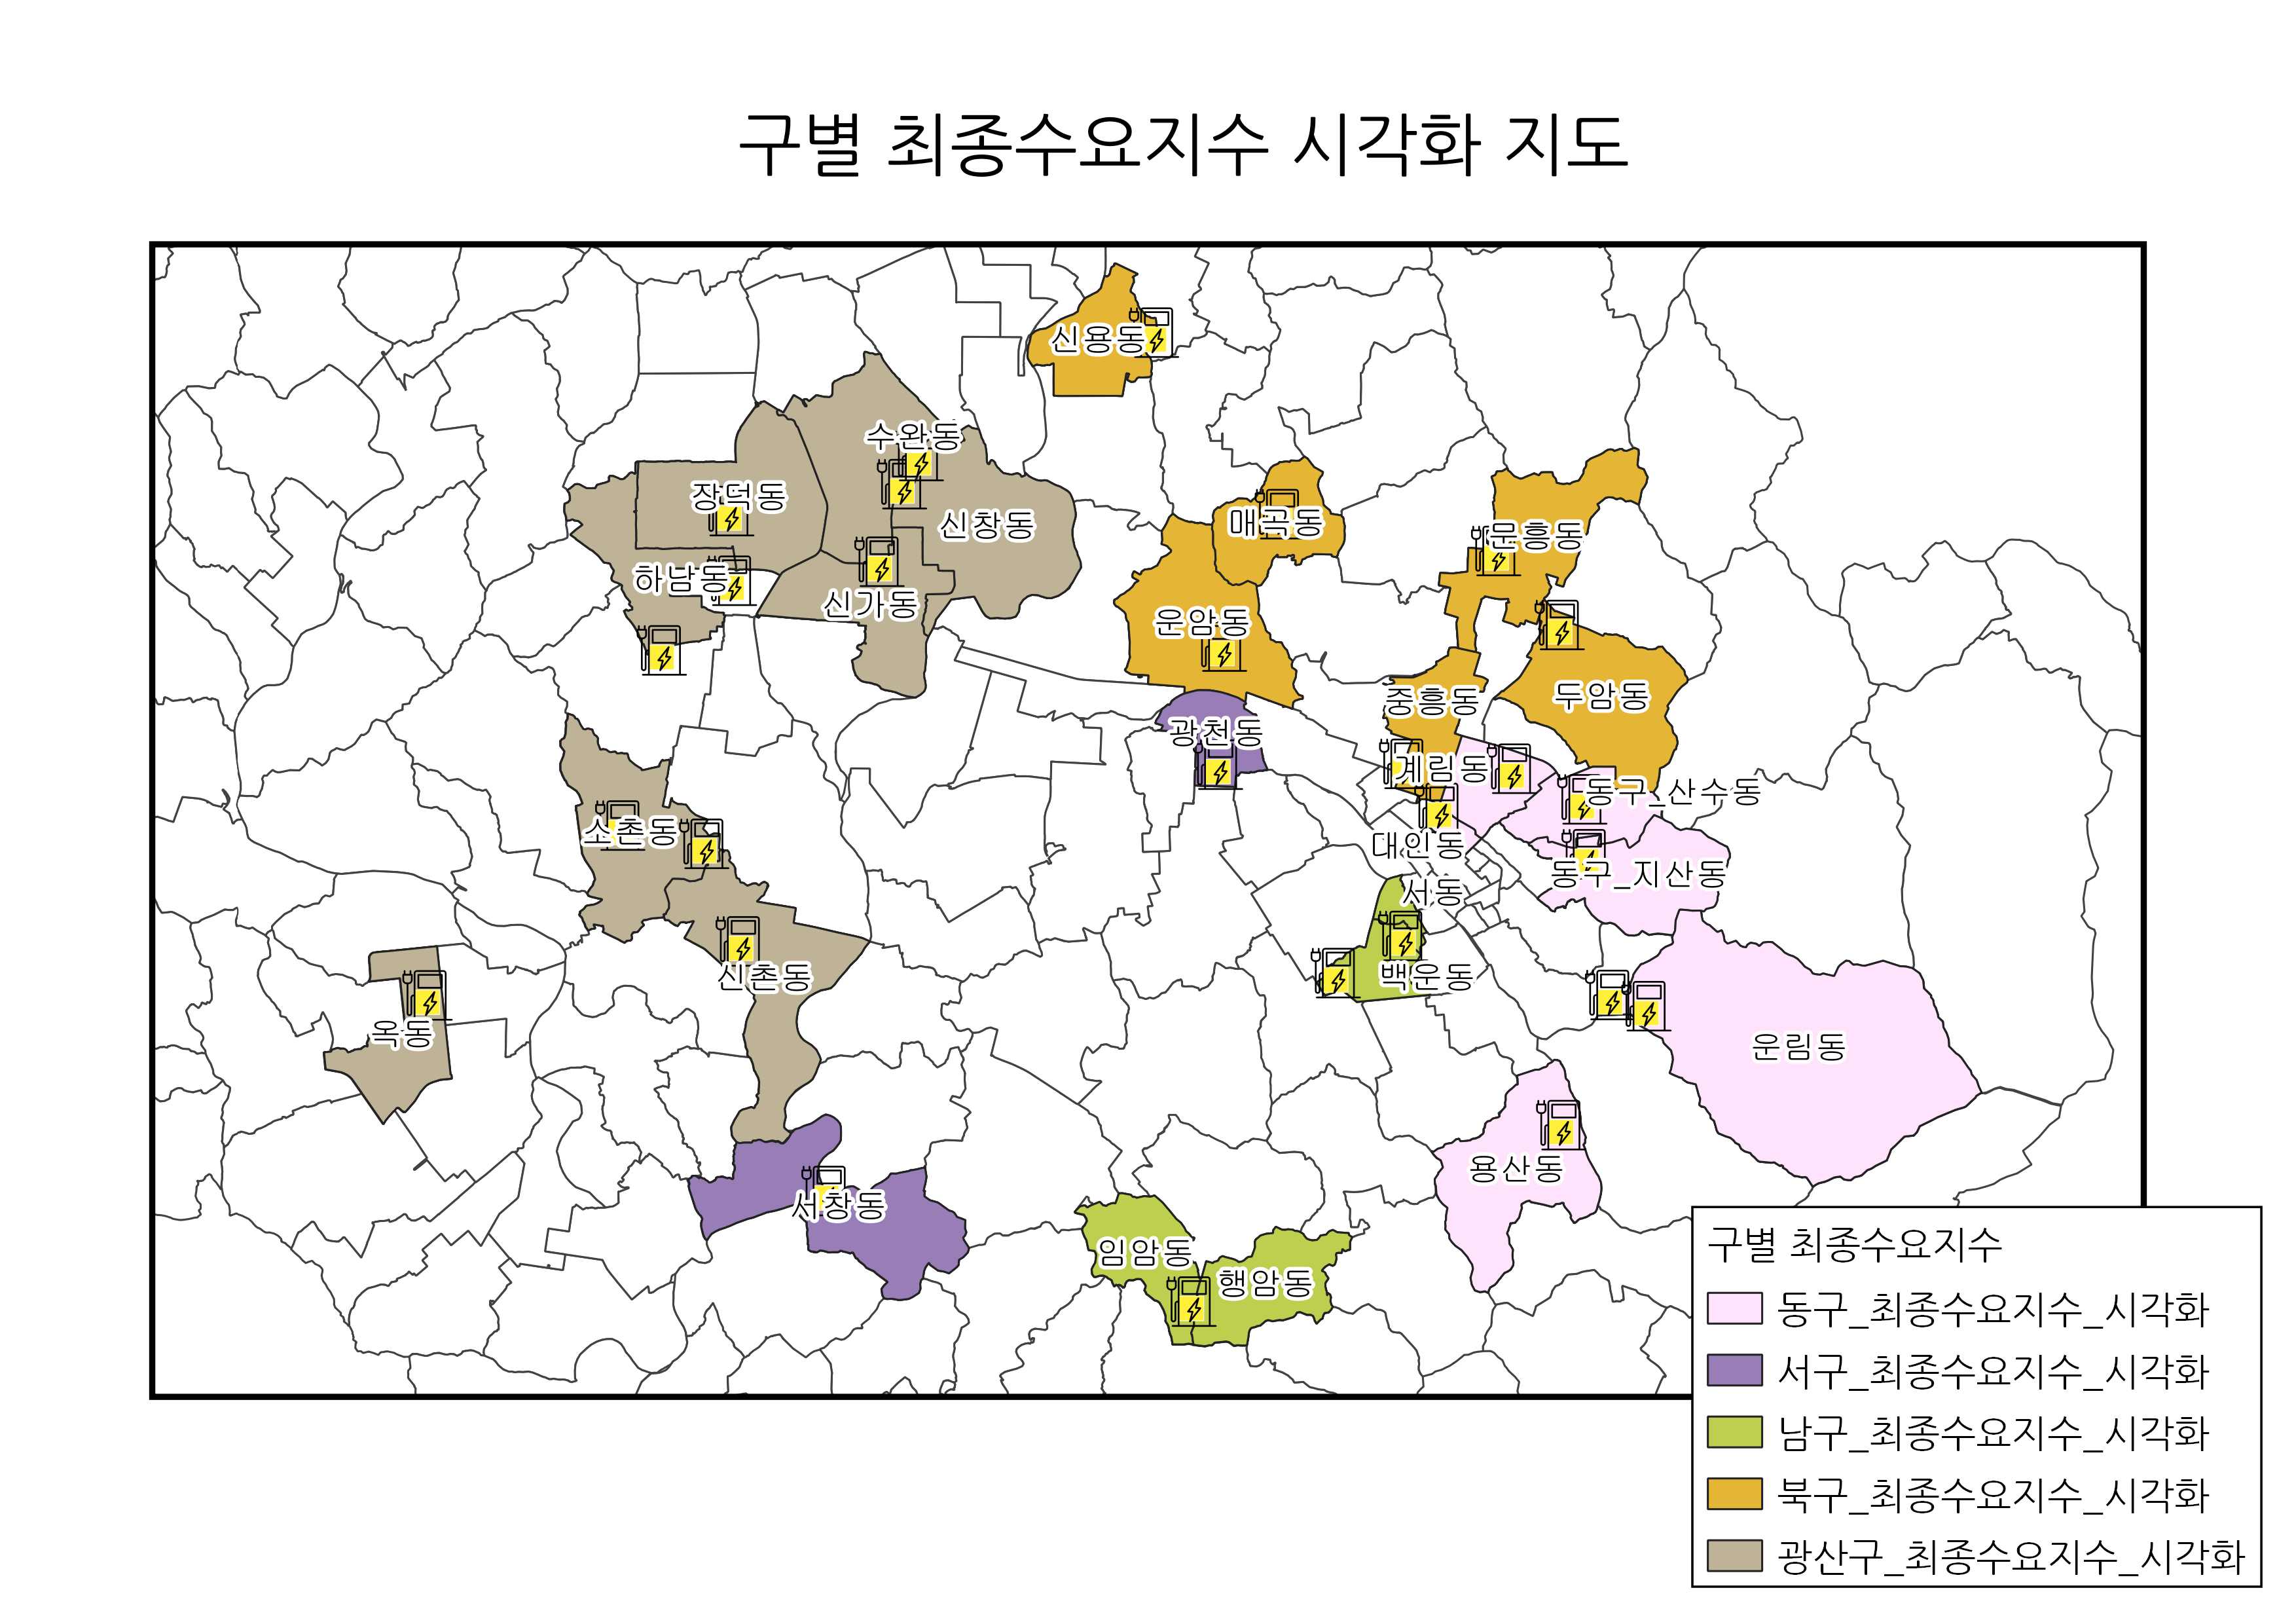 구별 최종수요지수 시각화 지도
신용동
수완동
장덕동
신창동
매곡동
문흥동
하남동
신가동
운암동
두암동
중흥동
광천동
계림동
동구_산수동
소촌동
대인동
동구_지산동
서동
신촌동
백운동
옥동
운림동
용산동
서창동
임암동
행암동
구별 최종수요지수
동구_최종수요지수_시각화
서구_최종수요지수_시각화
남구_최종수요지수_시각화
북구_최종수요지수_시각화
광산구_최종수요지수_시각화